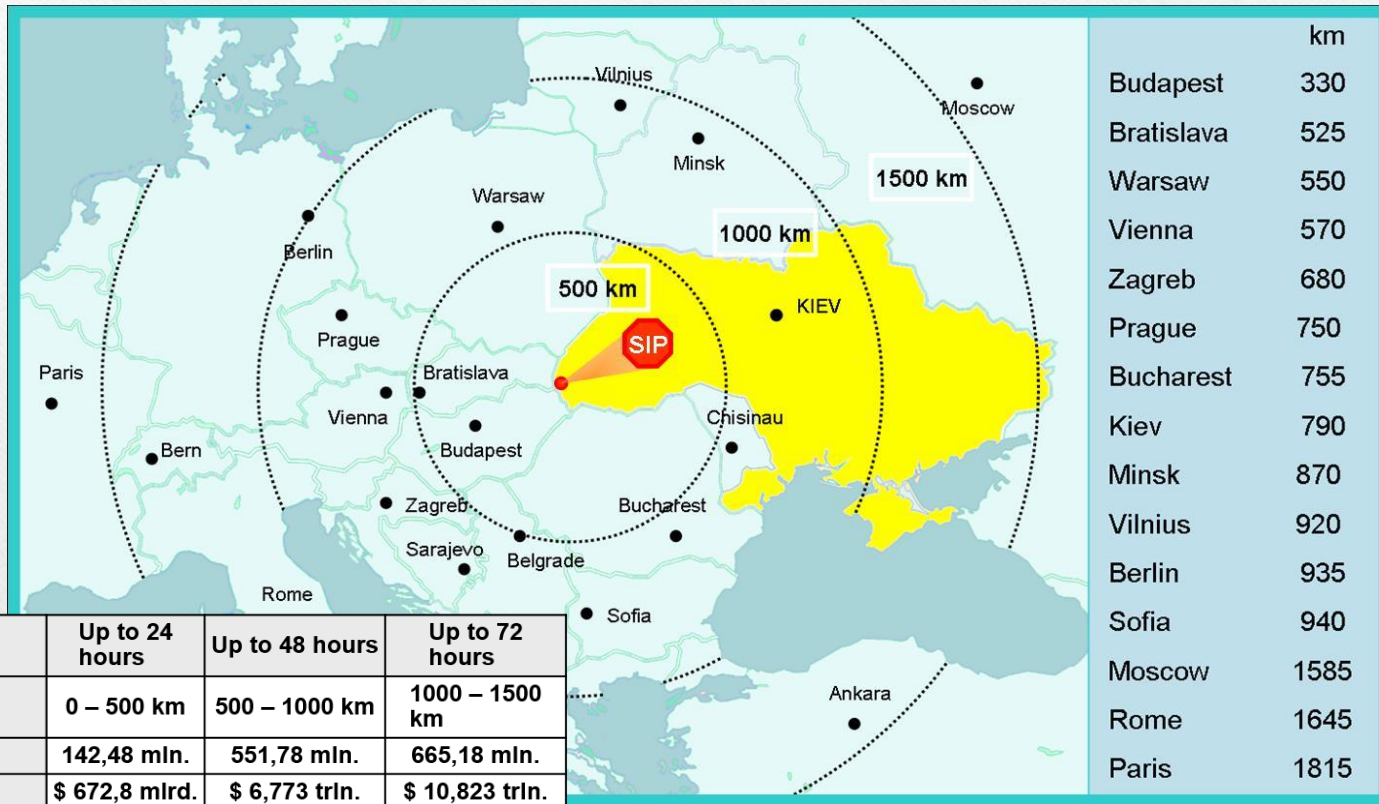 Vilnius
Moscow
Minsk
1500 km
Warsaw
1000 km
Berlin
500 km
KIEV
Prague
SIP
Paris
Bratislava
Vienna
Chisinau
Budapest
Bern
Zagreb
Bucharest
Sarajevo
Belgrade
Rome
Sofia
Ankara
km
Budapest 330
Bratislava 525
Warsaw 550
Vienna 570
Zagreb 680
Prague 750
Bucharest 755
Kiev 790
Minsk 870
Vilnius 920
Berlin 935
Sofia 940
Moscow 1585
Rome 1645
Paris 1815
Up to 24 hours Up to 48 hours Up to 72 hours
0 – 500 km 500 – 1000 km 1000 – 1500 km
142,48 mln. 551,78 mln. 665,18 mln.
$ 672,8 mlrd. $ 6,773 trln. $ 10,823 trln.